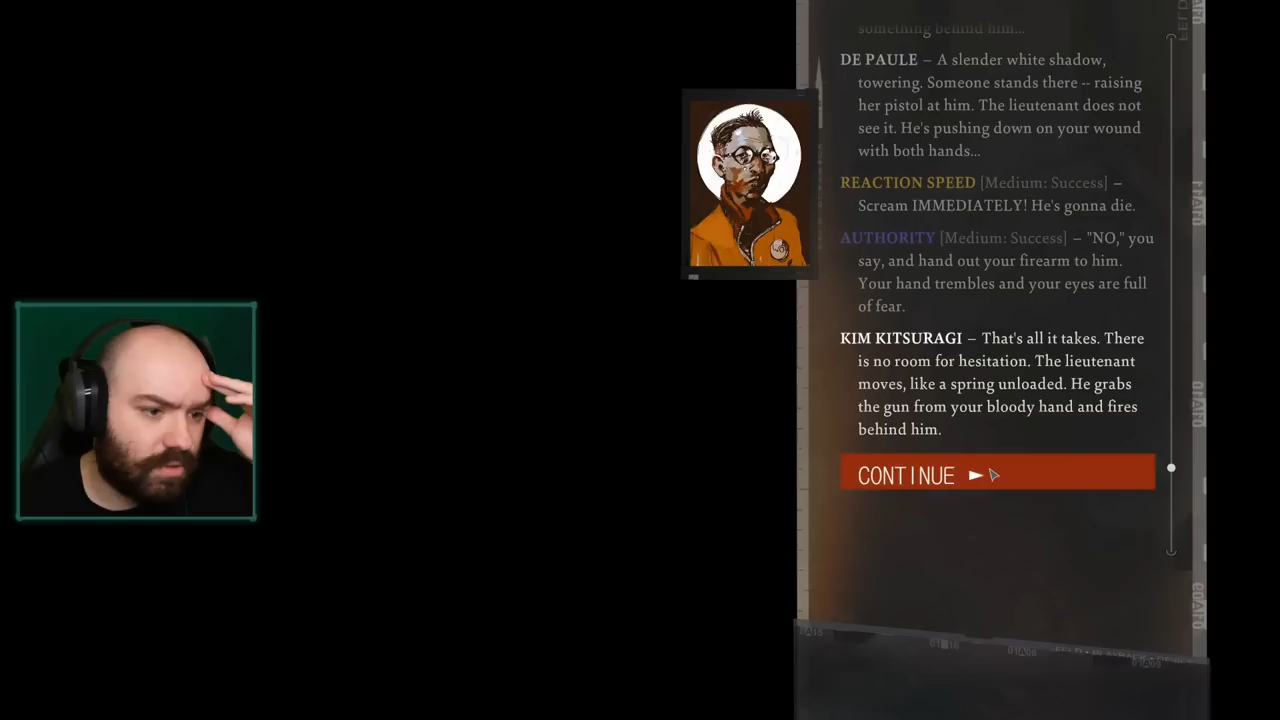 something behind him...
DE PAULE – A slender white shadow,
towering. Someone stands there -- raising
her pistol at him. The lieutenant does not
see it. He's pushing down on your wound
with both hands...
REACTION SPEED [Medium: Success] –
Scream IMMEDIATELY! He's gonna die.
AUTHORITY [Medium: Success] – "NO," you
say, and hand out your firearm to him.
Your hand trembles and your eyes are full
of fear.
KIM KITSURAGI – That's all it takes. There
is no room for hesitation. The lieutenant
moves, like a spring unloaded. He grabs
the gun from your bloody hand and fires
behind him.
CONTINUE